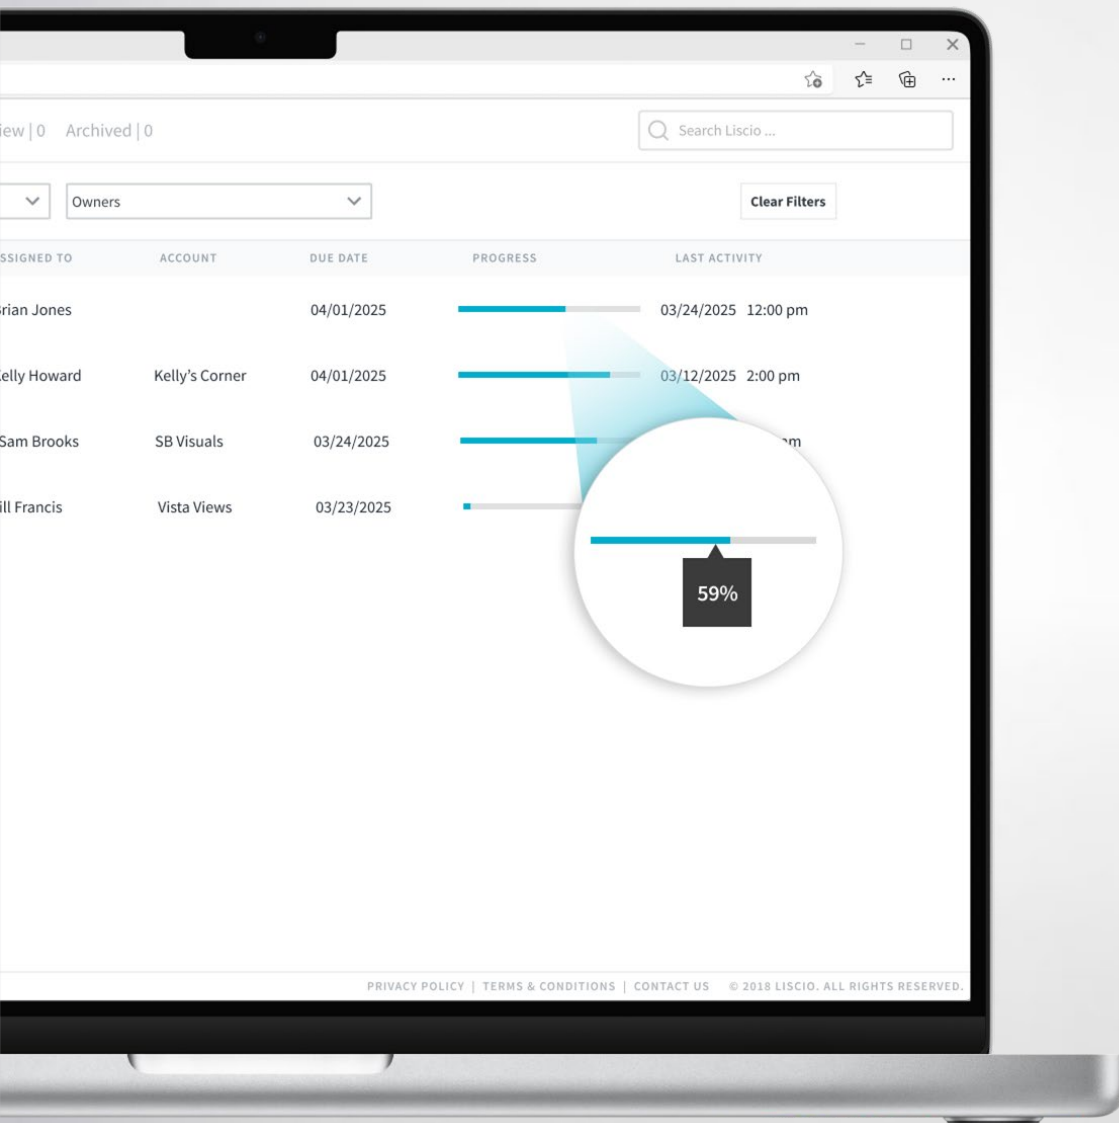 iew | 0 Archived | 0 Search Liscio ...
Owners Clear Filters
SSIGNED TO ACCOUNT DUE DATE PROGRESS LAST ACTIVITY
rian Jones 04/01/2025 03/24/2025 12:00 pm
elly Howard Kelly's Corner 04/01/2025 03/12/2025 2:00 pm
Sam Brooks SB Visuals 03/24/2025 m
ill Francis Vista Views 03/23/2025
59%
PRIVACY POLICY | TERMS & CONDITIONS | CONTACT US © 2018 LISCIO. ALL RIGHTS RESERVED.